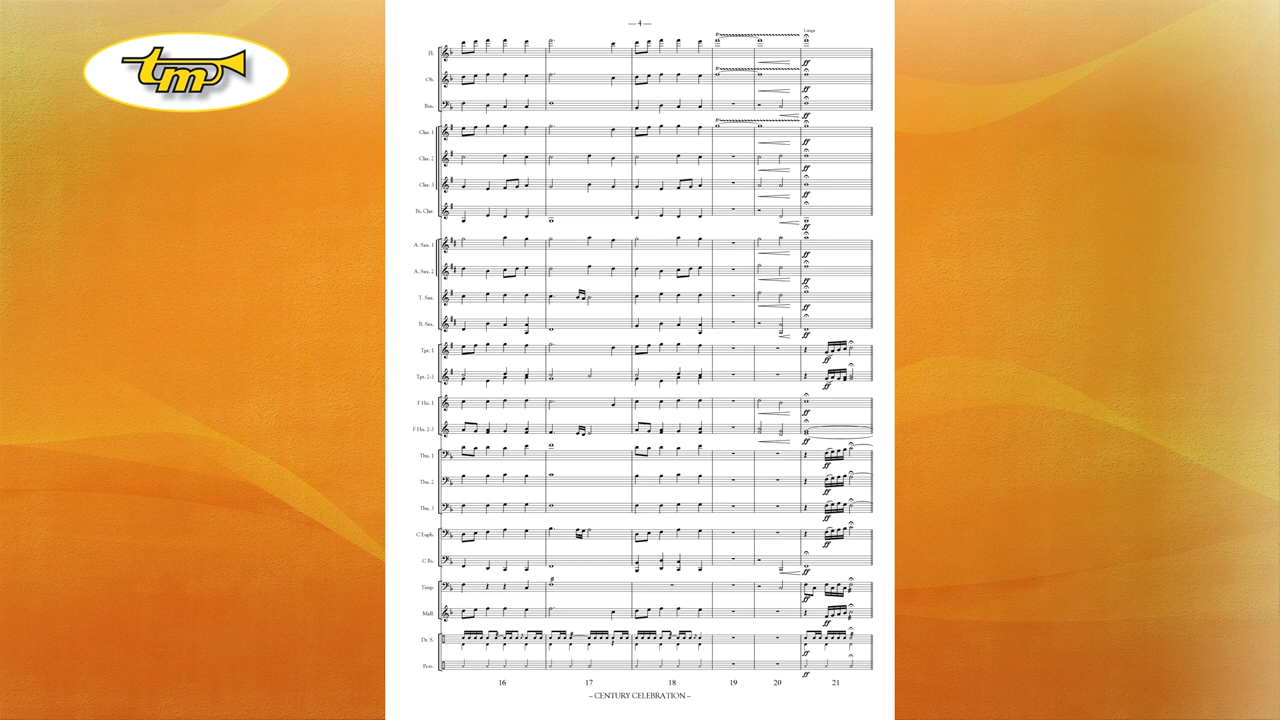 tm
— 4 —
Lunga
Fl.
Ob.
Bsn.
Clar. 1
Clar. 2
Clar. 3
Bs. Clar.
A. Sax. 1
A. Sax. 2
T. Sax.
B. Sax.
Tpt. 1
Tpt. 2-3
F Hn. 1
F Hn. 2-3
Tbn. 1
Tbn. 2
Tbn. 3
C Euph.
C Bs.
Timp.
Mall.
Dr. S.
Perc.
16 17 18 19 20 21
– CENTURY CELEBRATION –